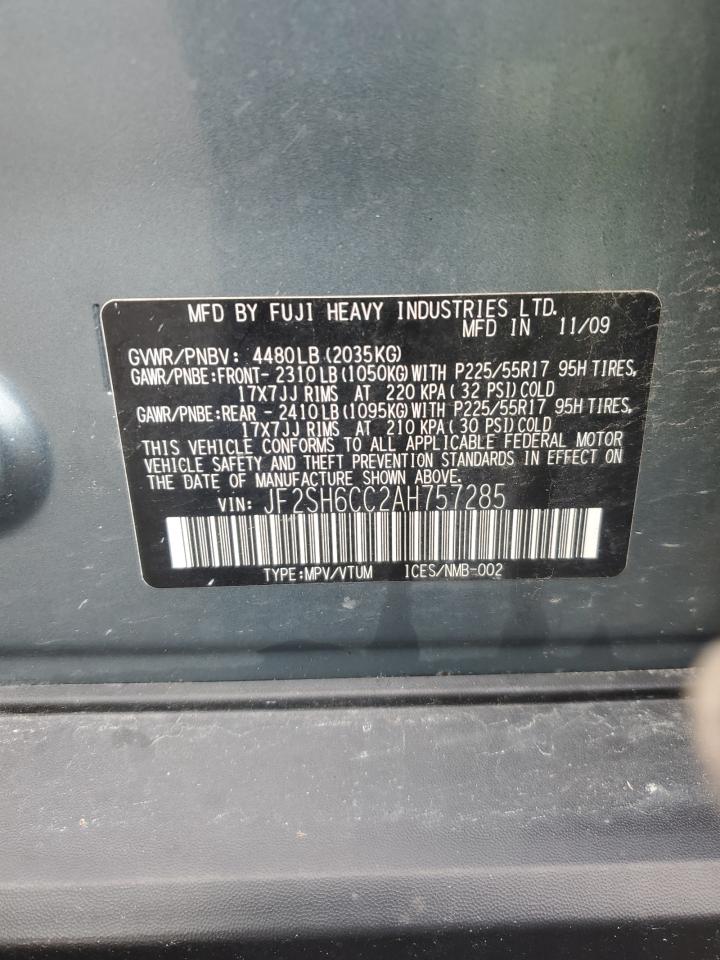 MFD BY FUJI HEAVY INDUSTRIES LTD.
MFD IN 11/09
GVWR/PNBV: 4480LB (2035KG)
GAWR/PNBE:FRONT- 2310LB (1050KG) WITH P225/55R17 95H TIRES,
17X7JJ RIMS AT 220 KPA ( 32 PSI) COLD
GAWR/PNBE:REAR - 2410LB (1095KG) WITH P225/55R17 95H TIRES,
17X7JJ RIMS AT 210 KPA ( 30 PSI) COLD
THIS VEHICLE CONFORMS TO ALL APPLICABLE FEDERAL MOTOR
VEHICLE SAFETY AND THEFT PREVENTION STANDARDS IN EFFECT ON
THE DATE OF MANUFACTURE SHOWN ABOVE.
VIN: JF2SH6CC2AH757285
TYPE:MPV/VTUM ICES/NMB-002